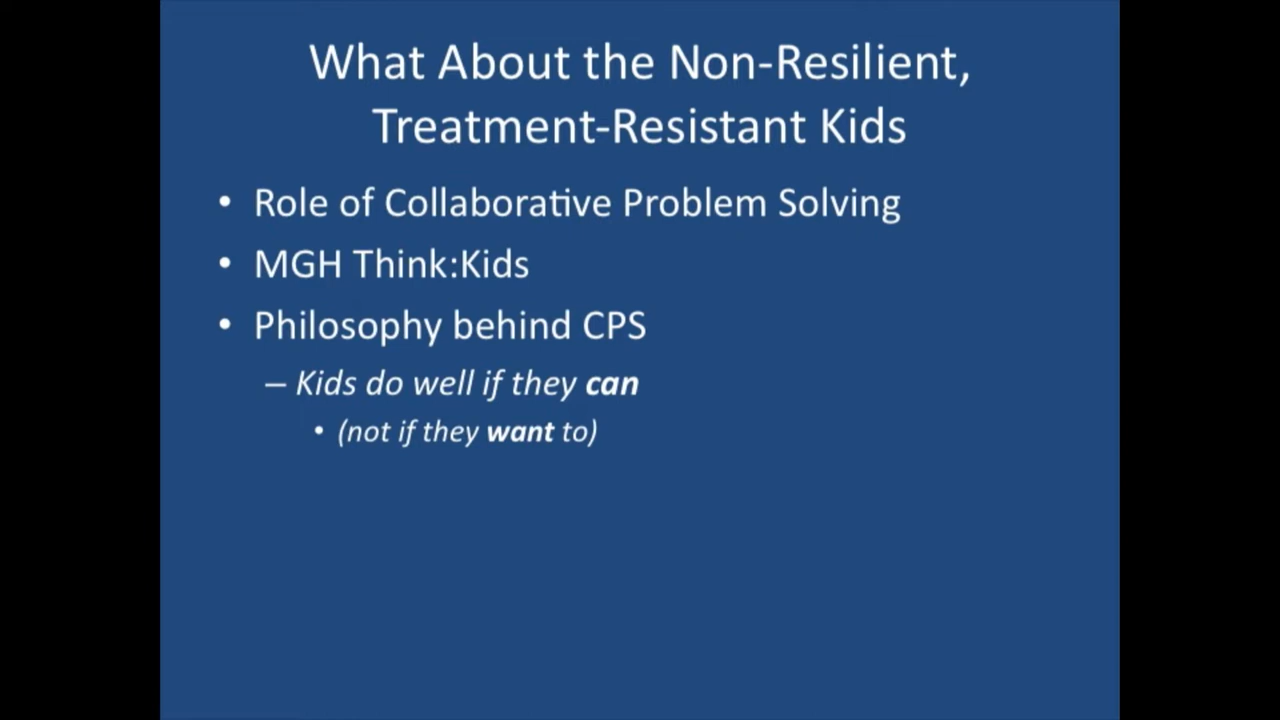 What About the Non-Resilient,
Treatment-Resistant Kids
• Role of Collaborative Problem Solving
• MGH Think:Kids
• Philosophy behind CPS
– Kids do well if they can
• (not if they want to)